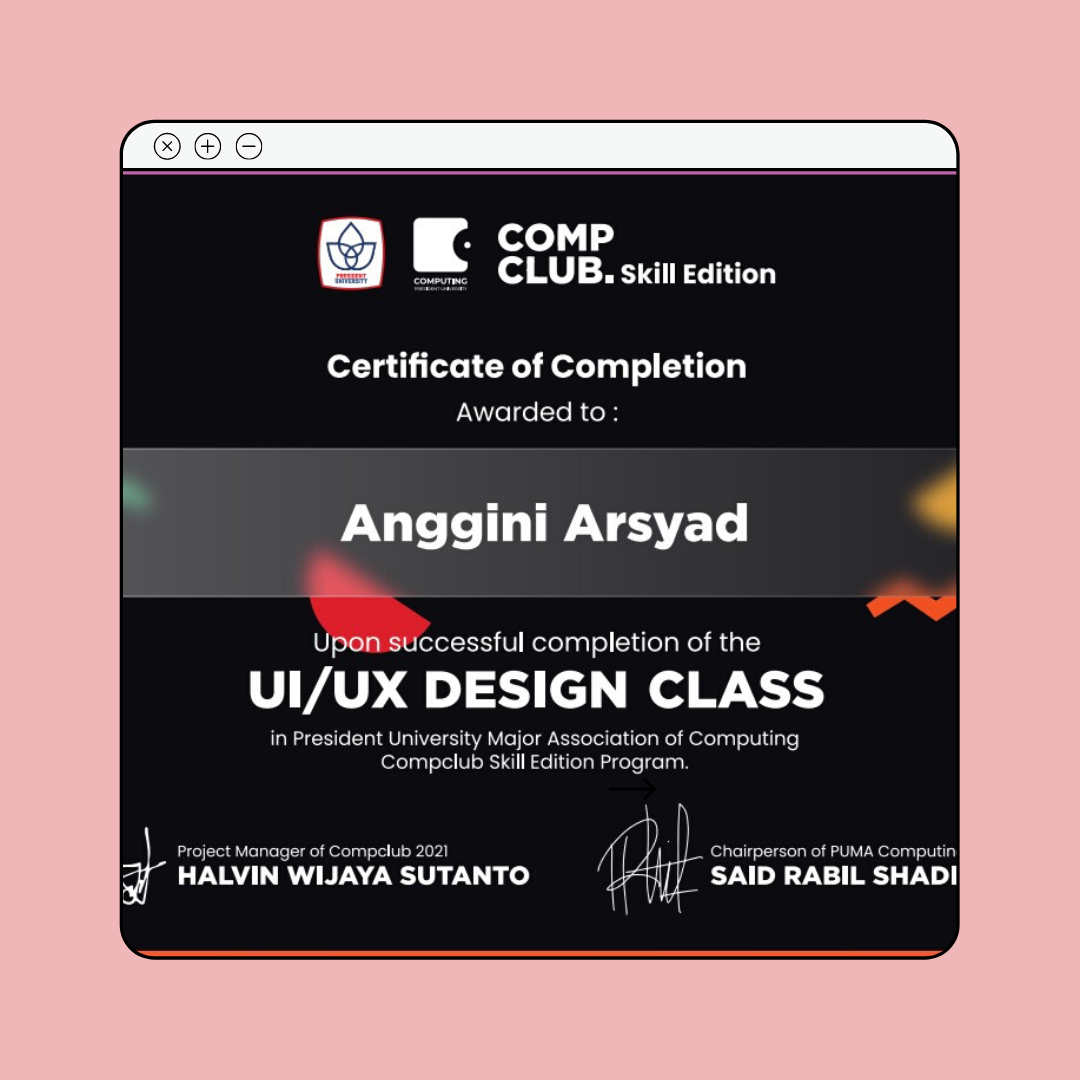 PRESIDENT
UNIVERSITY
COMPUTING
PRESIDENT UNIVERSITY
COMP
CLUB. Skill Edition
Certificate of Completion
Awarded to :
Anggini Arsyad
Upon successful completion of the
UI/UX DESIGN CLASS
in President University Major Association of Computing
Compclub Skill Edition Program.
Project Manager of Compclub 2021
HALVIN WIJAYA SUTANTO
Chairperson of PUMA Computin
SAID RABIL SHADI